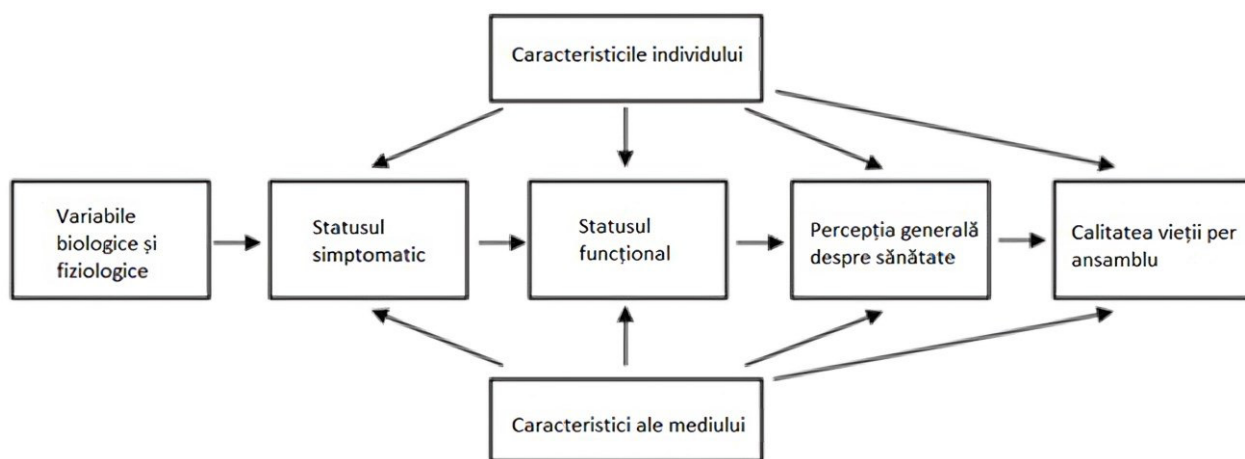 Caracteristicile individului
Variabile
biologice și
fiziologice
Statusul
simptomatic
Statusul
funcțional
Percepția generală
despre sănătate
Calitatea vieții per
ansamblu
Caracteristici ale mediului